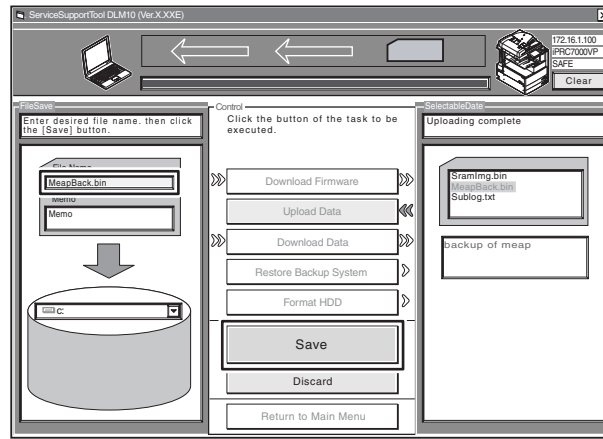 ServiceSupportTool DLM10 (Ver.X.XXE)
172.16.1.100
iPRC7000VP
SAFE
Clear
FileSave
Enter desired file name. then click
the [Save] button.
File Name
MeapBack.bin
Memo
Memo
C:
Control
Click the button of the task to be
executed.
Download Firmware
Upload Data
Download Data
Restore Backup System
Format HDD
Save
Discard
Return to Main Menu
SelectableDate
Uploading complete
SramImg.bin
MeapBack.bin
Sublog.txt
backup of meap